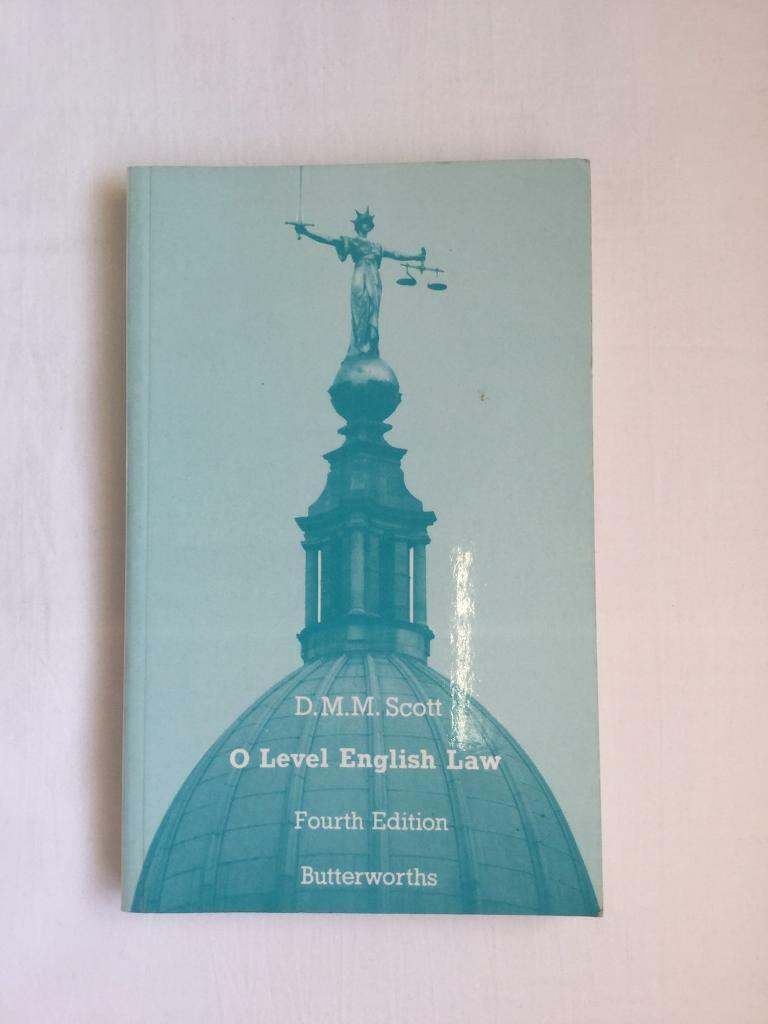 D.M.M. Scott
O Level English Law
Fourth Edition
Butterworths